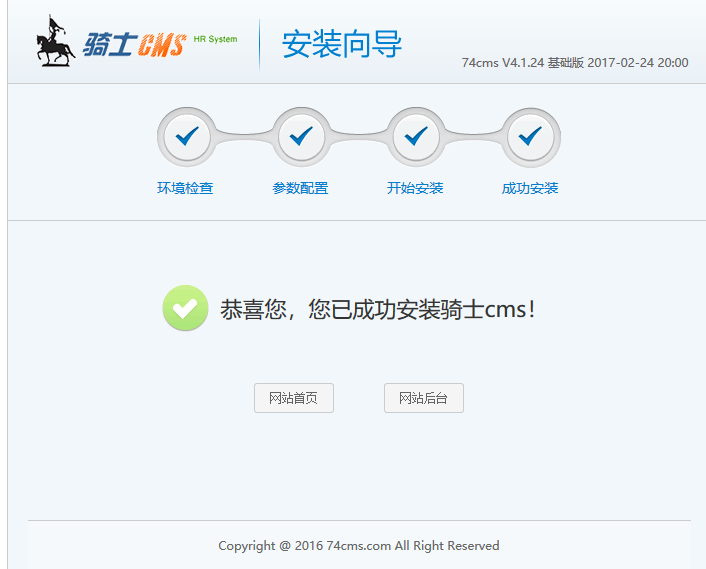 骑士CMS HR System
安装向导
74cms V4.1.24 基础版 2017-02-24 20:00
环境检查 参数配置 开始安装 成功安装
恭喜您，您已成功安装骑士cms！
网站首页 网站后台
Copyright @ 2016 74cms.com All Right Reserved